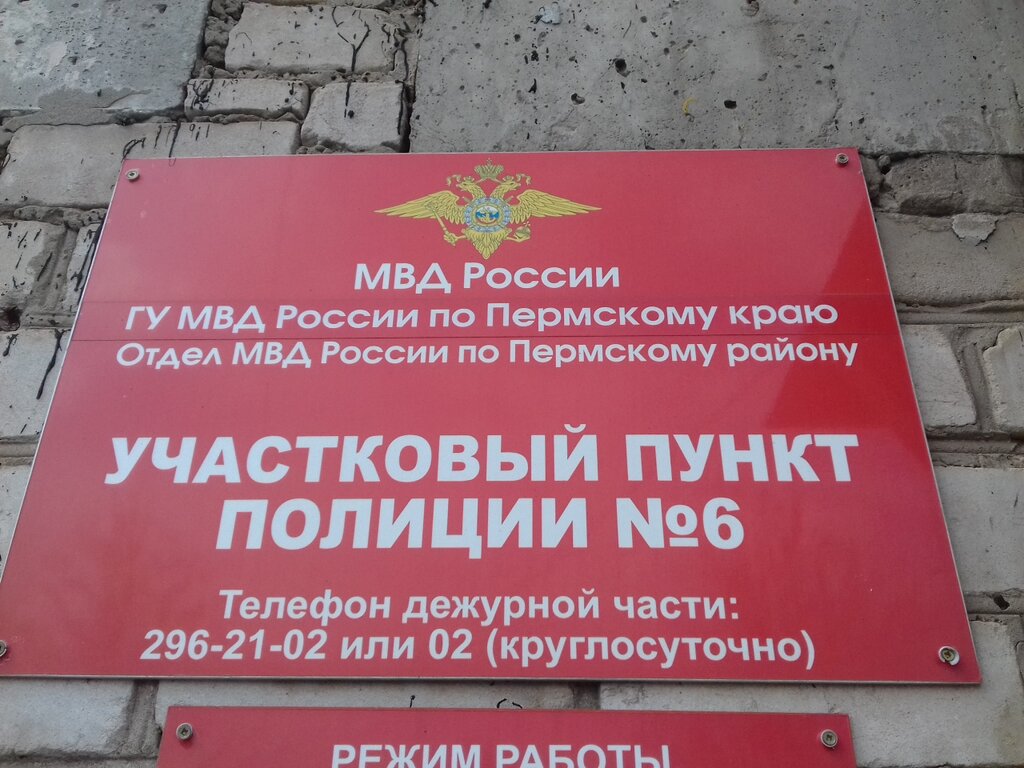 МВД России
ГУ МВД России по Пермскому краю
Отдел МВД России по Пермскому району
УЧАСТКОВЫЙ ПУНКТ
ПОЛИЦИИ №6
Телефон дежурной части:
296-21-02 или 02 (круглосуточно)
РЕЖИМ РАБОТЫ